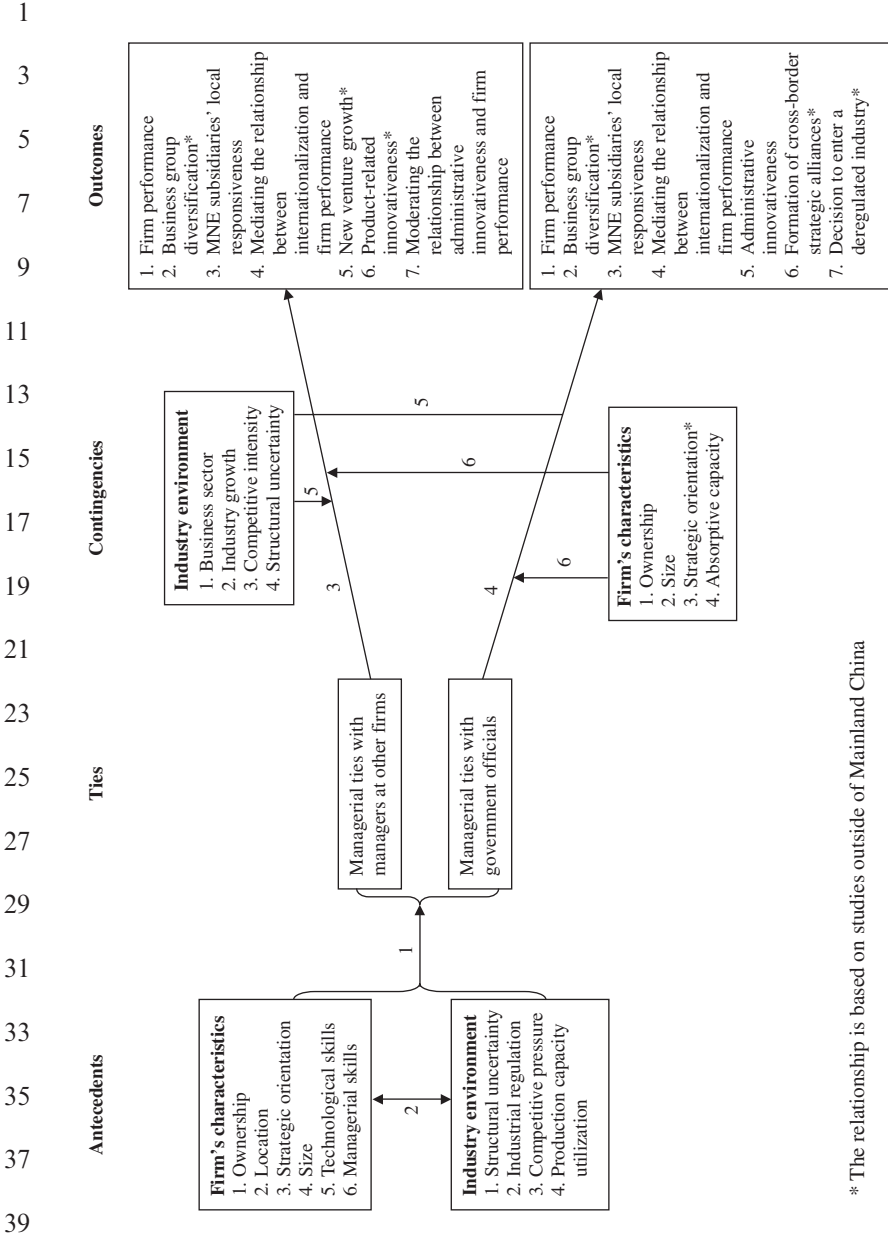 1
3
5
7
9
11
13
15
17
19
21
23
25
27
29
31
33
35
37
39
Antecedents
Ties
Contingencies
Outcomes
Firm's characteristics
1. Ownership
2. Location
3. Strategic orientation
4. Size
5. Technological skills
6. Managerial skills
2
Industry environment
1. Structural uncertainty
2. Industrial regulation
3. Competitive pressure
4. Production capacity
utilization
1
Managerial ties with
managers at other firms
Managerial ties with
government officials
3
4
Industry environment
1. Business sector
2. Industry growth
3. Competitive intensity
4. Structural uncertainty
5
5
6
6
Firm's characteristics
1. Ownership
2. Size
3. Strategic orientation*
4. Absorptive capacity
1. Firm performance
2. Business group
diversification*
3. MNE subsidiaries' local
responsiveness
4. Mediating the relationship
between
internationalization and
firm performance
5. New venture growth*
6. Product-related
innovativeness*
7. Moderating the
relationship between
administrative
innovativeness and firm
performance
1. Firm performance
2. Business group
diversification*
3. MNE subsidiaries' local
responsiveness
4. Mediating the relationship
between
internationalization and
firm performance
5. Administrative
innovativeness
6. Formation of cross-border
strategic alliances*
7. Decision to enter a
deregulated industry*
* The relationship is based on studies outside of Mainland China